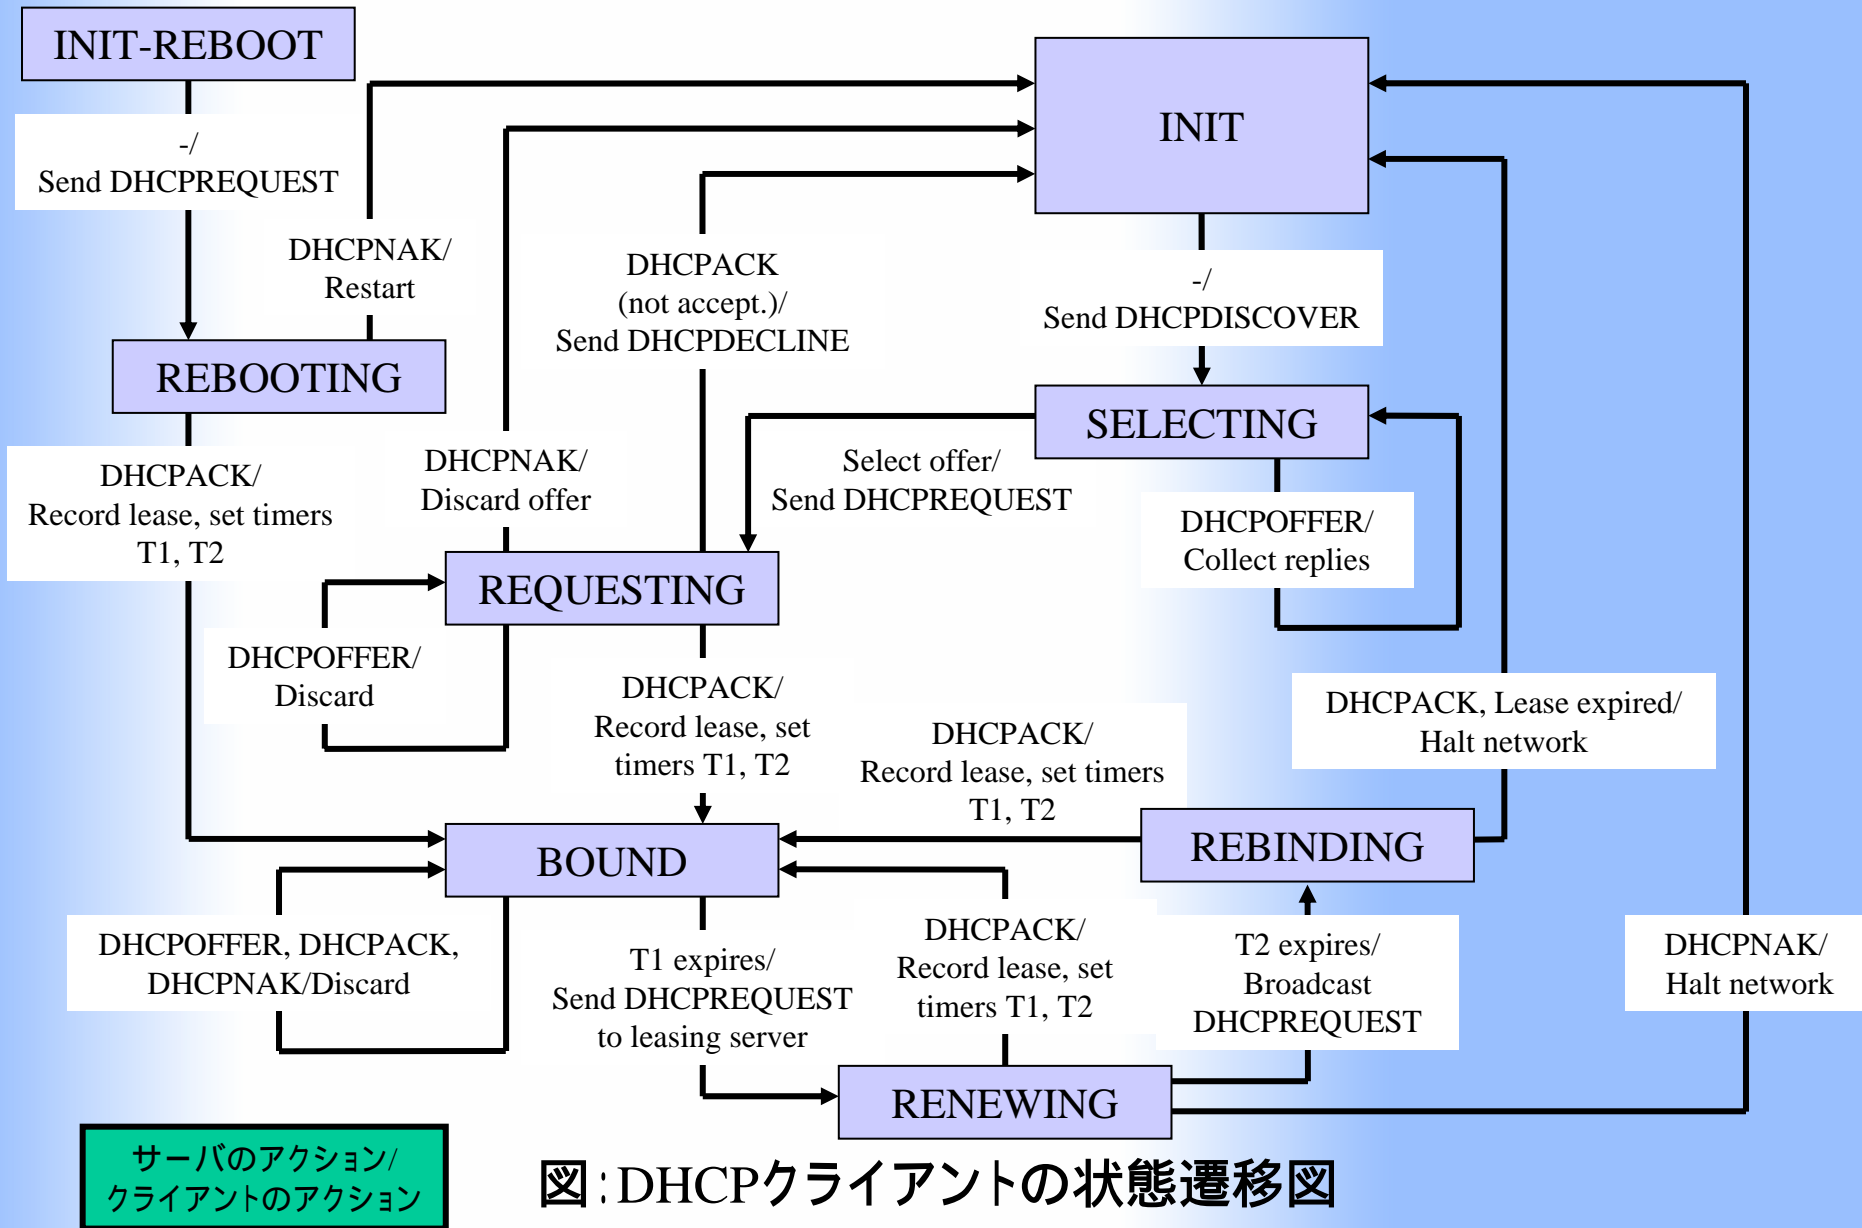 INIT-REBOOT
INIT
-/
Send DHCPREQUEST
DHCPNAK/
Restart
DHCPACK
(not accept.)/
Send DHCPDECLINE
-/
Send DHCPDISCOVER
REBOOTING
SELECTING
DHCPACK/
Record lease, set timers
T1, T2
DHCPNAK/
Discard offer
Select offer/
Send DHCPREQUEST
DHCPOFFER/
Collect replies
REQUESTING
DHCPOFFER/
Discard
DHCPACK/
Record lease, set
timers T1, T2
DHCPACK/
Record lease, set timers
T1, T2
DHCPACK, Lease expired/
Halt network
BOUND
REBINDING
DHCPOFFER, DHCPACK,
DHCPNAK/Discard
T1 expires/
Send DHCPREQUEST
to leasing server
DHCPACK/
Record lease, set
timers T1, T2
T2 expires/
Broadcast
DHCPREQUEST
DHCPNAK/
Halt network
RENEWING
サーバのアクション/
クライアントのアクション
図:DHCPクライアントの状態遷移図